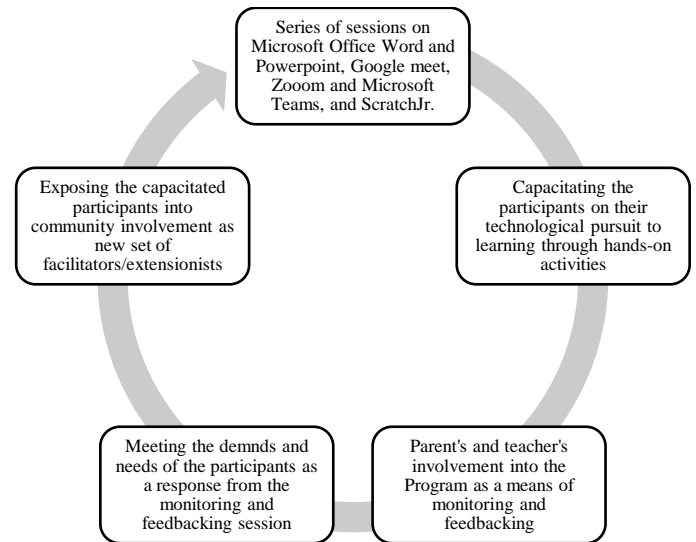 Series of sessions on
Microsoft Office Word and
Powerpoint, Google meet,
Zooom and Microsoft
Teams, and ScratchJr.
Capacitating the
participants on their
technological pursuit to
learning through hands-on
activities
Parent's and teacher's
involvement into the
Program as a means of
monitoring and
feedbacking
Meeting the demnds and
needs of the participants as
a response from the
monitoring and
feedbacking session
Exposing the capacitated
participants into
community involvement as
new set of
facilitators/extensionists